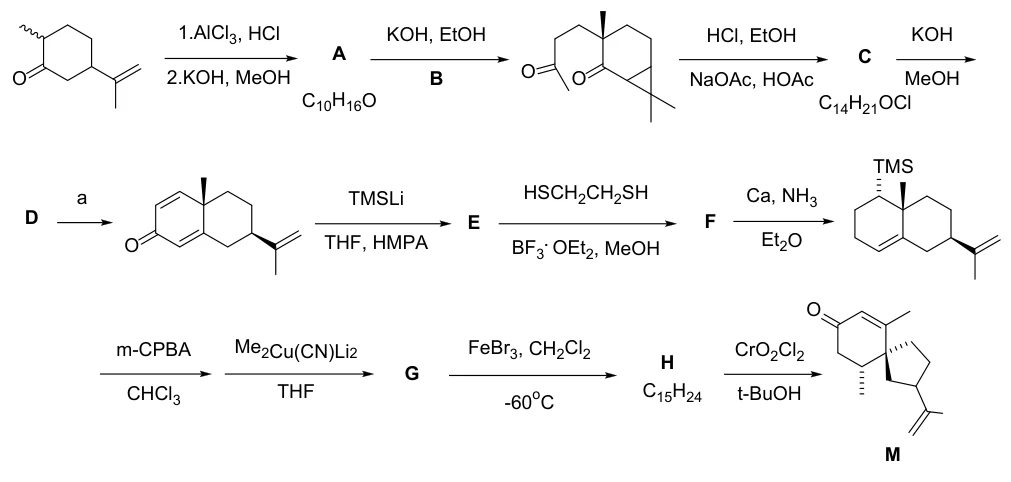 1.AlCl3, HCl
2.KOH, MeOH
A
C10H16O
KOH, EtOH
B
O
O
HCl, EtOH
NaOAc, HOAc
C
C14H21OCl
KOH
MeOH
D
a
O
TMSLi
THF, HMPA
E
HSCH2CH2SH
BF3·OEt2, MeOH
F
Ca, NH3
Et2O
TMS
m-CPBA
CHCl3
Me2Cu(CN)Li2
THF
G
FeBr3, CH2Cl2
-60oC
H
C15H24
CrO2Cl2
t-BuOH
O
M
O